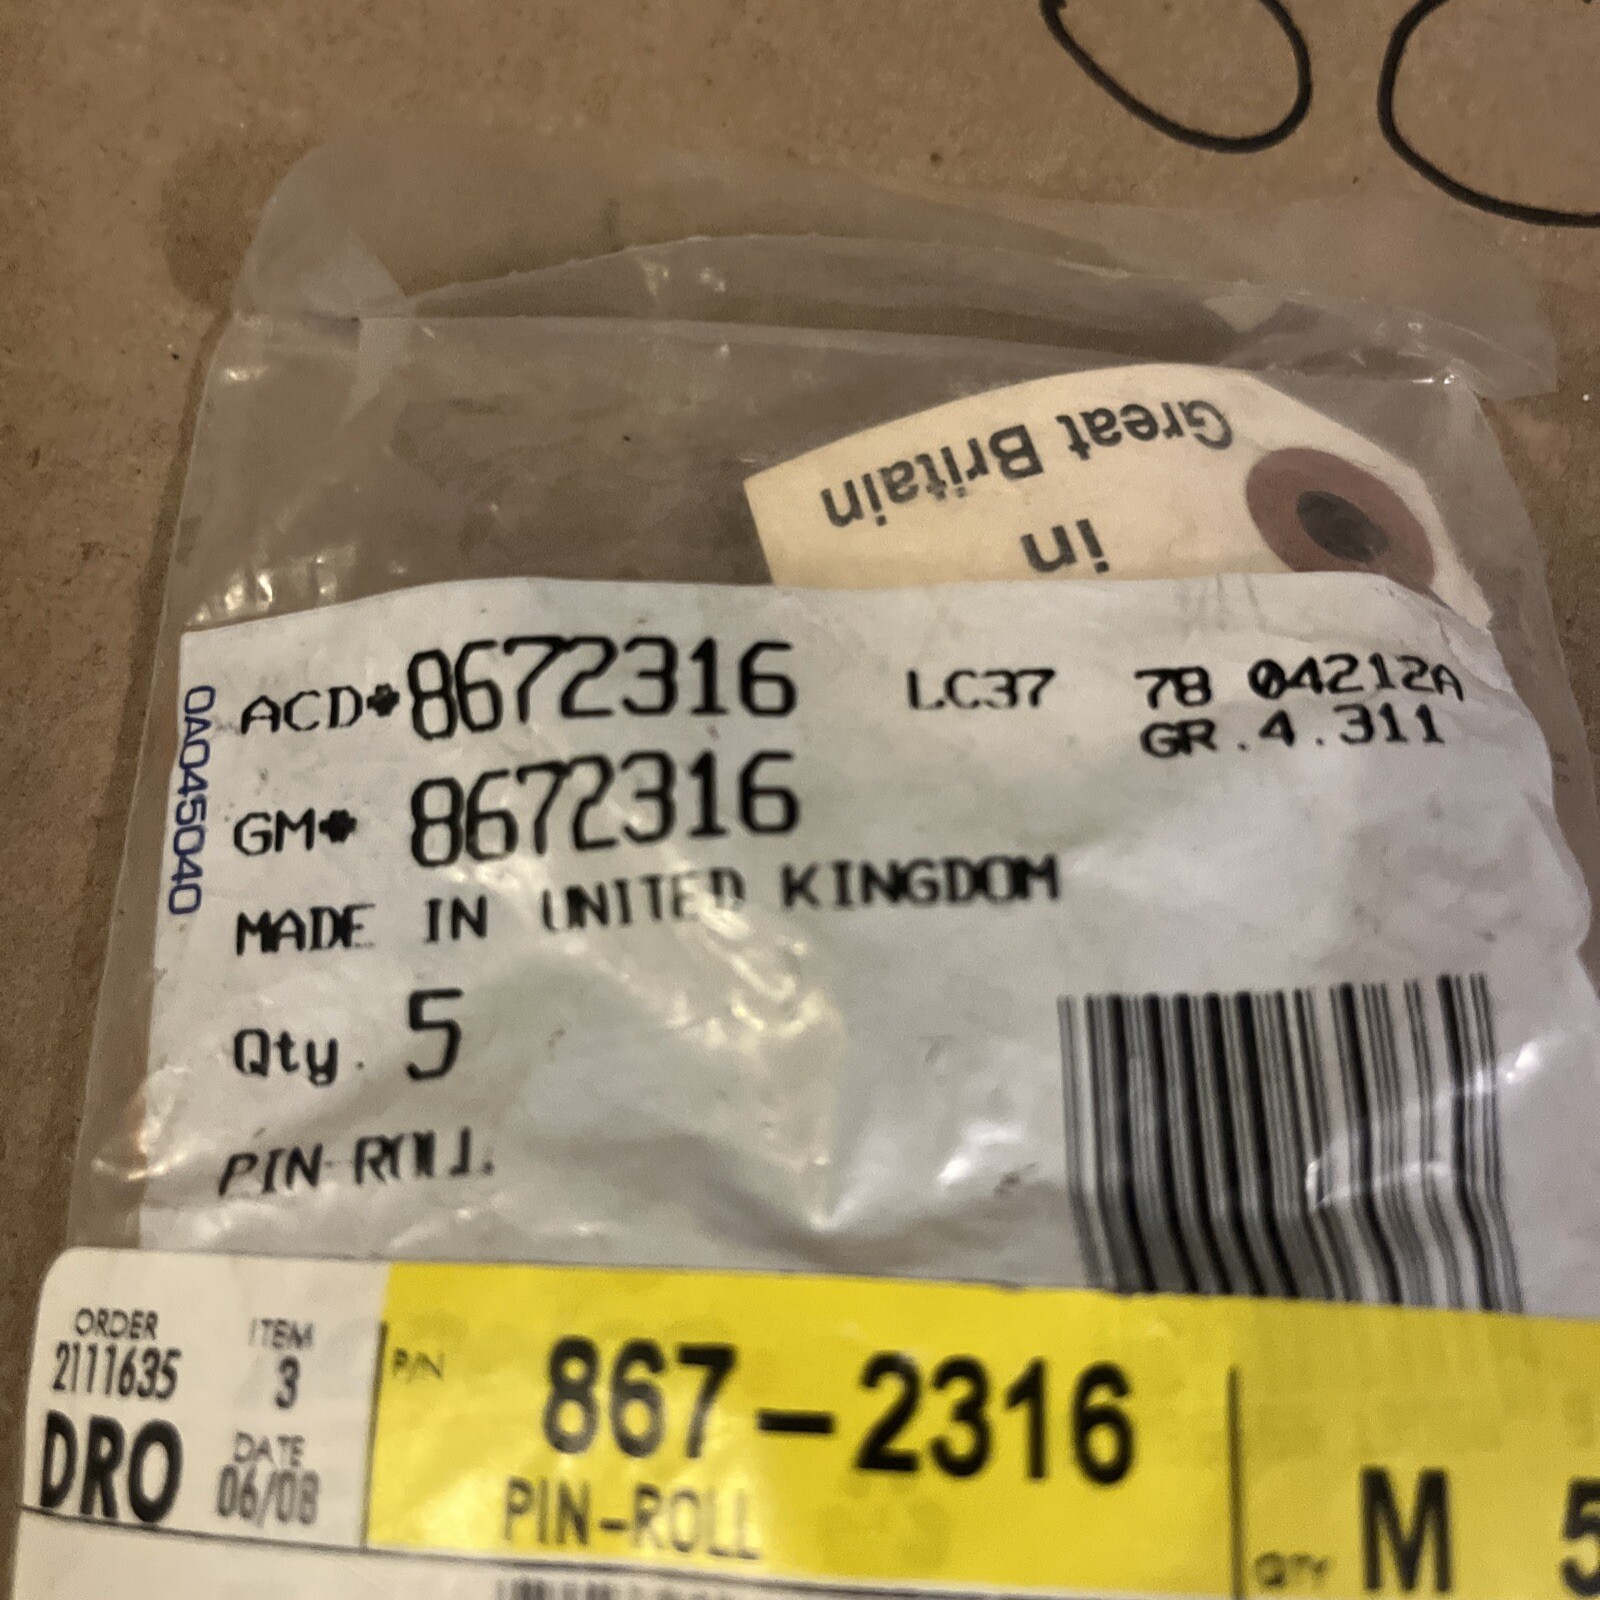 Great Britain
in
ACD# 8672316 LC37 78 04212A
GR.4.311
GM# 8672316
MADE IN UNITED KINGDOM
Qty. 5
PIN-ROLL
0A045040
ORDER ITEM
2111635 3
DRO DATE
06/08
P/N 867-2316
PIN-ROLL
QTY M 5